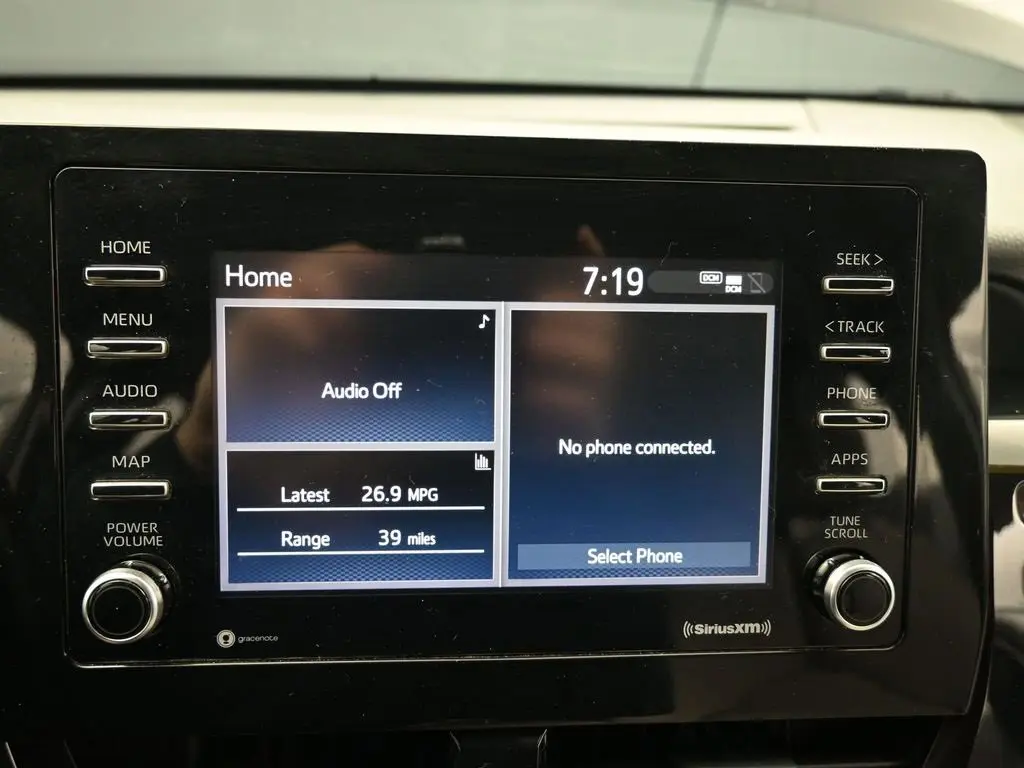 HOME
MENU
AUDIO
MAP
POWER
VOLUME
Home
7:19
DCM
DCM
Audio Off
Latest 26.9 MPG
Range 39 miles
No phone connected.
Select Phone
gracenote
((SiriusXM))
SEEK >
< TRACK
PHONE
APPS
TUNE
SCROLL